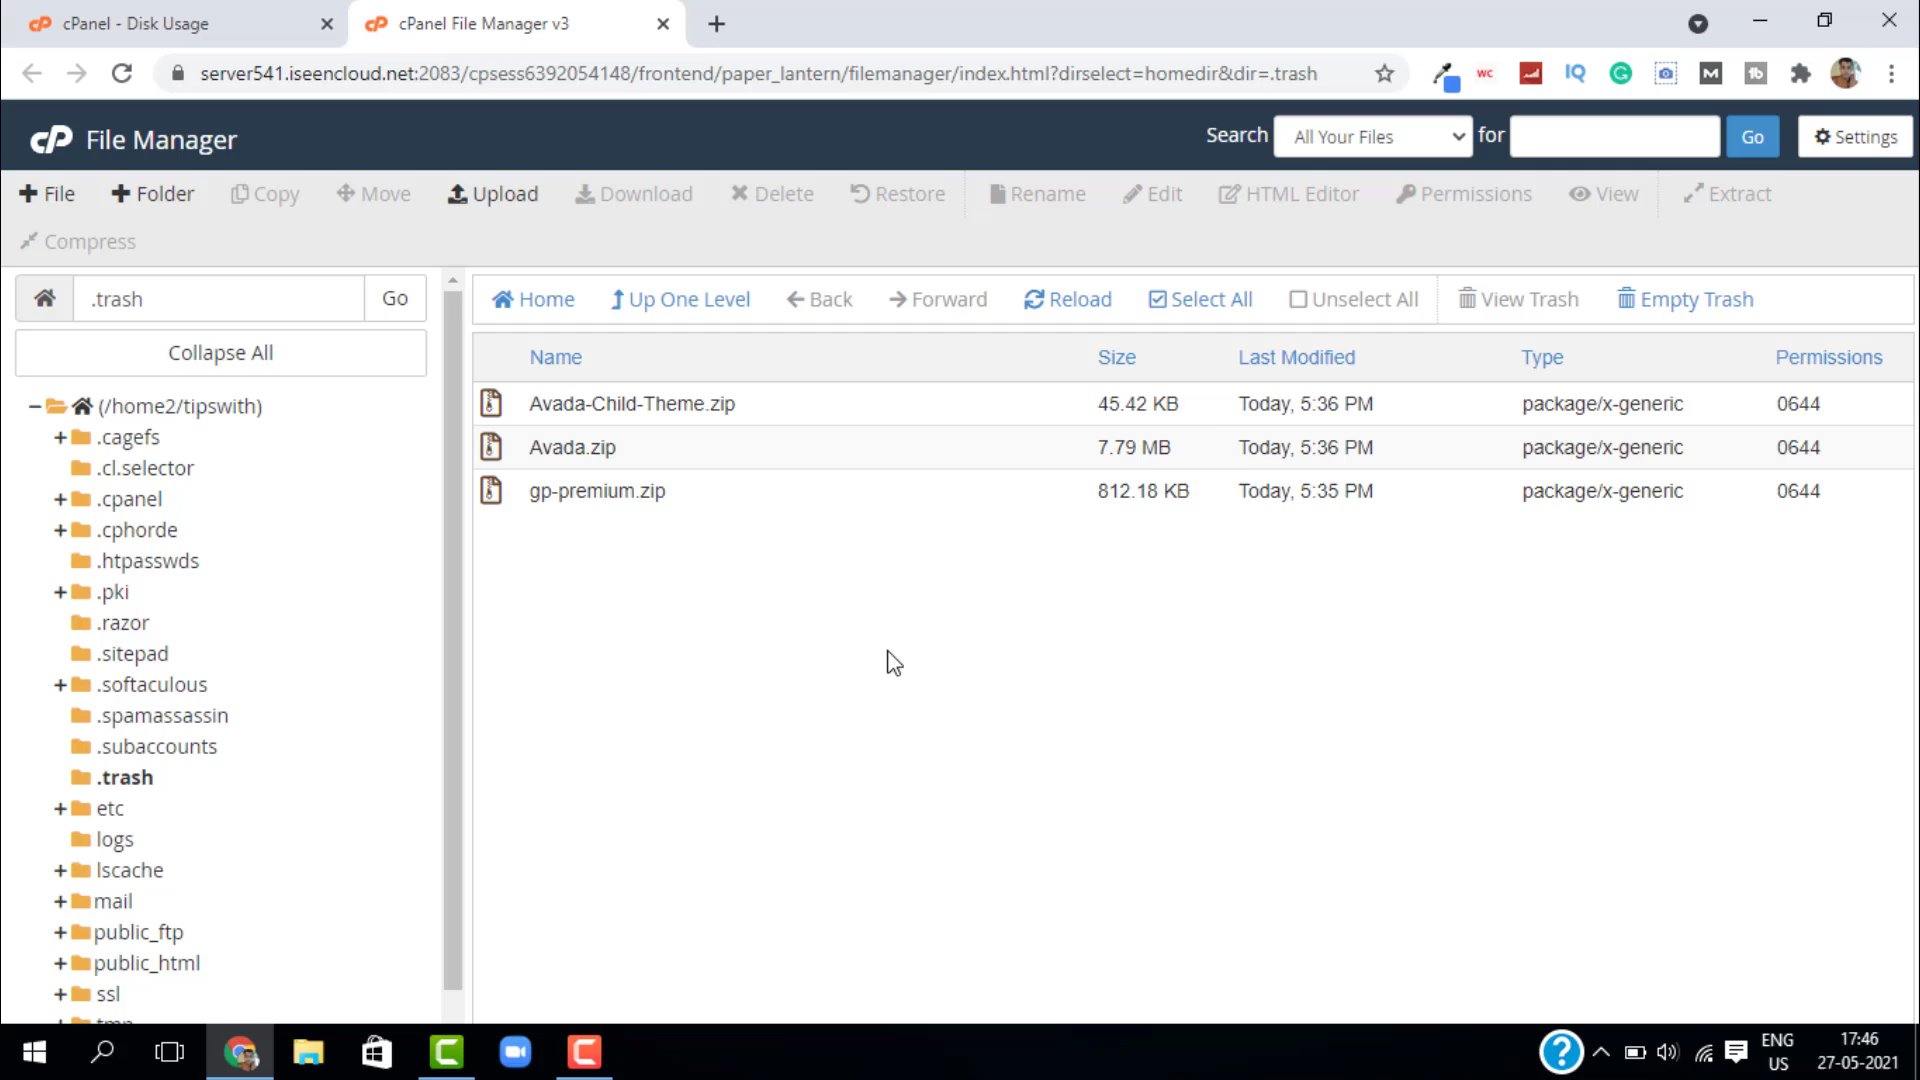 cPanel - Disk Usage
cPanel File Manager v3
server541.iseencloud.net:2083/cpsess6392054148/frontend/paper_lantern/filemanager/index.html?dirselect=homedir&dir=.trash
WC
IQ
M
tb
cP File Manager
Search All Your Files for Go Settings
File Folder Copy Move Upload Download Delete Restore Rename Edit HTML Editor Permissions View Extract
Compress
.trash Go
Home Up One Level Back Forward Reload Select All Unselect All View Trash Empty Trash
Collapse All
(/home2/tipswith)
.cagefs
.cl.selector
.cpanel
.cphorde
.htpasswds
.pki
.razor
.sitepad
.softaculous
.spamassassin
.subaccounts
.trash
etc
logs
lscache
mail
public_ftp
public_html
ssl
tmp
Name Size Last Modified Type Permissions
Avada-Child-Theme.zip 45.42 KB Today, 5:36 PM package/x-generic 0644
Avada.zip 7.79 MB Today, 5:36 PM package/x-generic 0644
gp-premium.zip 812.18 KB Today, 5:35 PM package/x-generic 0644
ENG
US
17:46
27-05-2021